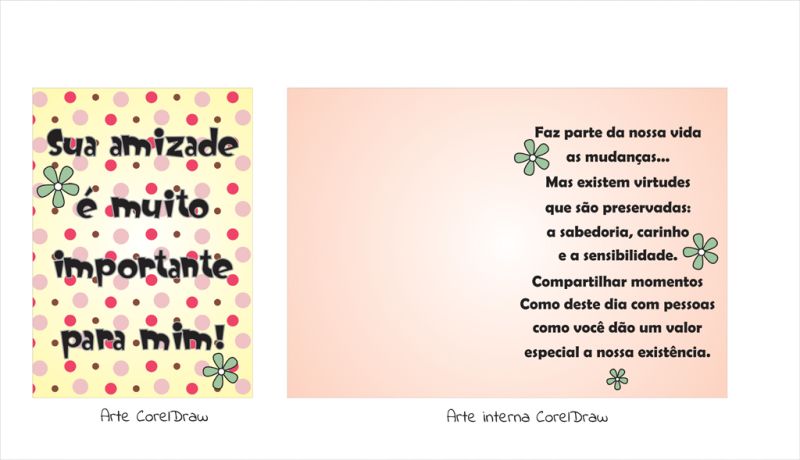 Sua amizade
é muito
importante
para mim!
Arte CorelDraw
Faz parte da nossa vida
as mudanças...
Mas existem virtudes
que são preservadas:
a sabedoria, carinho
e a sensibilidade.
Compartilhar momentos
Como deste dia com pessoas
como você dão um valor
especial a nossa existência.
Arte interna CorelDraw